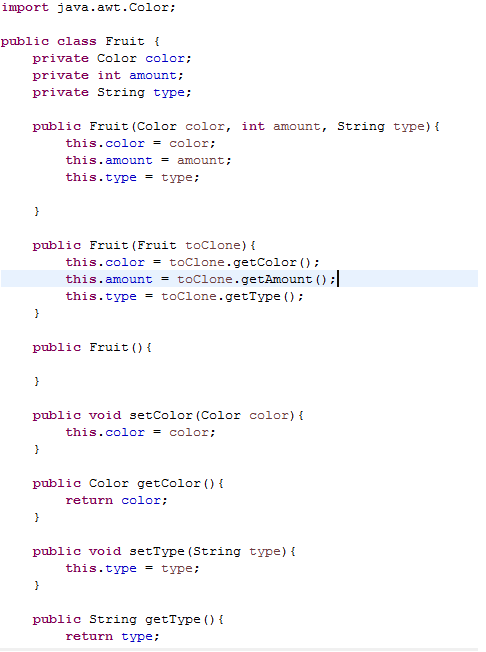 import java.awt.Color;
public class Fruit {
private Color color;
private int amount;
private String type;
public Fruit(Color color, int amount, String type){
this.color = color;
this.amount = amount;
this.type = type;
}
public Fruit(Fruit toClone){
this.color = toClone.getColor();
this.amount = toClone.getAmount();
this.type = toClone.getType();
}
public Fruit(){
}
public void setColor(Color color){
this.color = color;
}
public Color getColor(){
return color;
}
public void setType(String type){
this.type = type;
}
public String getType(){
return type;